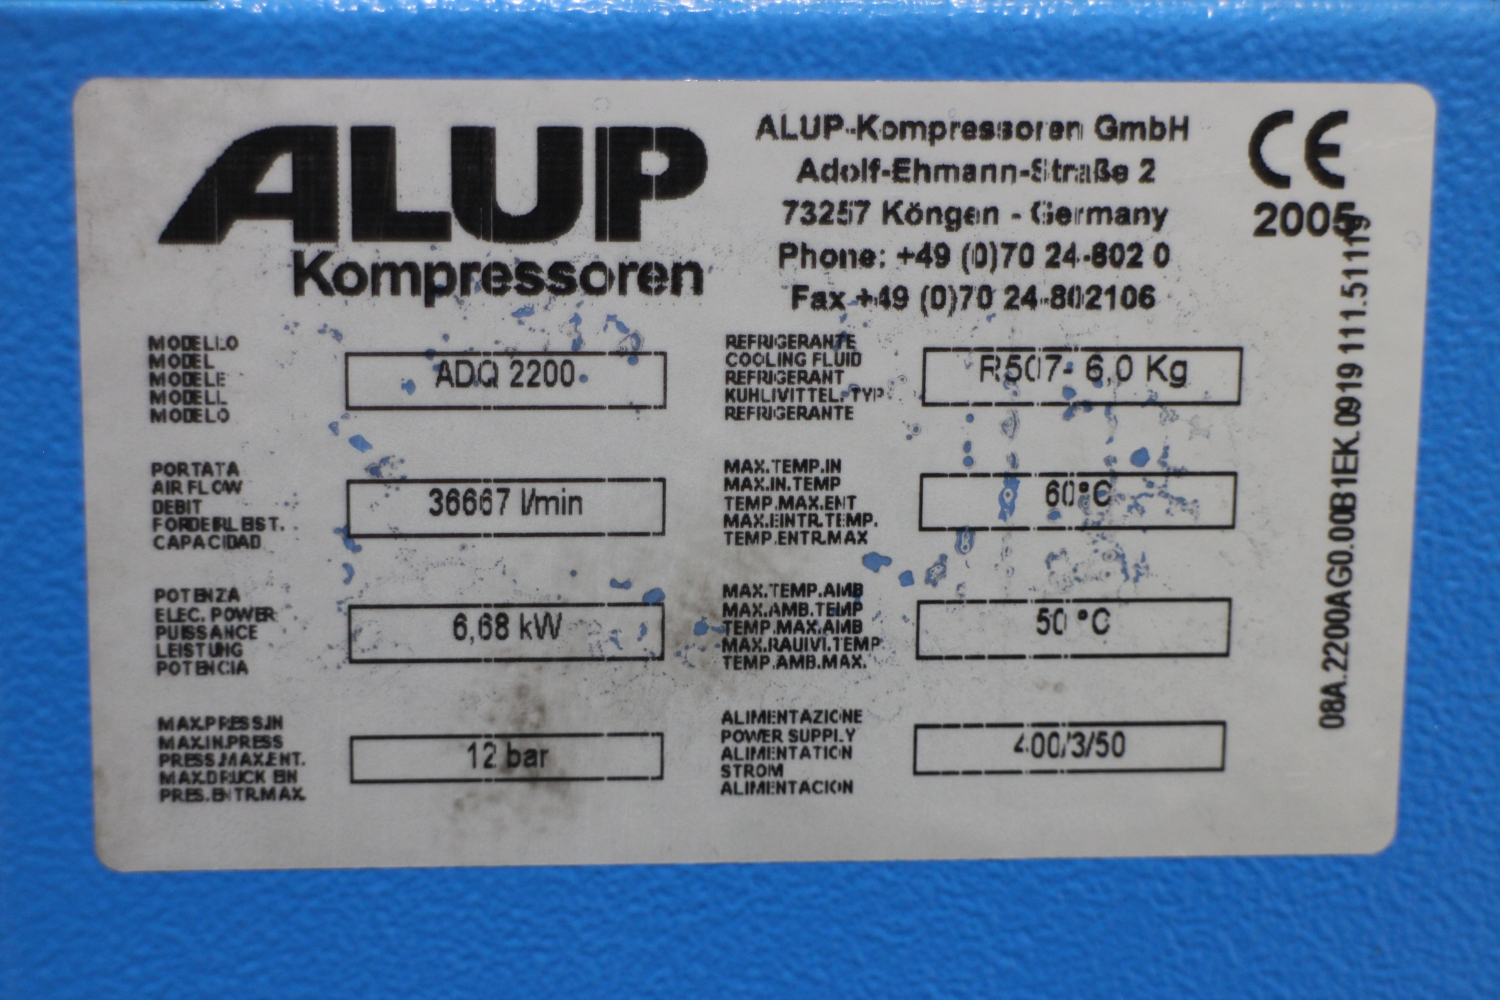 ALUP
Kompressoren
ALUP-Kompressoren GmbH
Adolf-Ehmann-Straße 2
73257 Köngen - Germany
Phone: +49 (0)70 24-802 0
Fax +49 (0)70 24-802106
CE
2005
08A.2200AG0.00B1EK.0919 111.51119
MODELLO
MODEL
MODELE
MODELL
MODELO
ADQ 2200
REFRIGERANTE
COOLING FLUID
REFRIGERANT
KUHLIVITTEL. TYP
REFRIGERANTE
R507- 6,0 Kg
PORTATA
AIR FLOW
DEBIT
FORDERLEIST.
CAPACIDAD
36667 l/min
MAX.TEMP.IN
MAX.IN.TEMP
TEMP.MAX.ENT
MAX.EINTR.TEMP.
TEMP.ENTR.MAX
60°C
POTENZA
ELEC. POWER
PUISSANCE
LEISTUNG
POTENCIA
6,68 kW
MAX.TEMP.AMB
MAX.AMB.TEMP
TEMP.MAX.AMB
MAX.RAUIVI.TEMP
TEMP.AMB.MAX.
50 °C
MAX.PRESS.IN
MAX.IN.PRESS
PRESS.MAX.ENT.
MAX.DRUCK EIN
PRES.ENTR.MAX.
12 bar
ALIMENTAZIONE
POWER SUPPLY
ALIMENTATION
STROM
ALIMENTACION
400/3/50